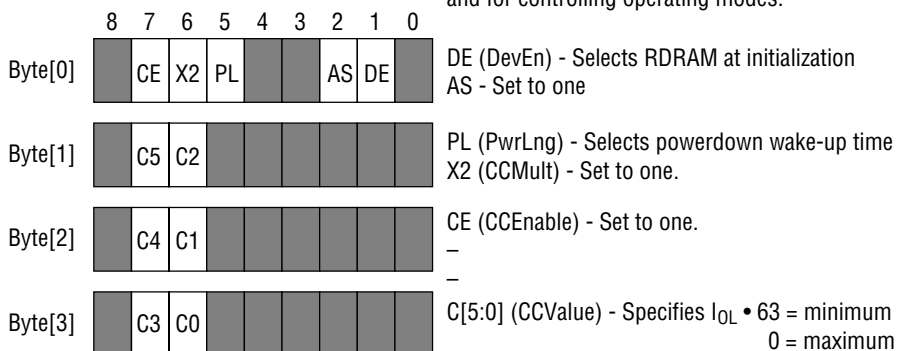 and for controlling operating modes.
8 7 6 5 4 3 2 1 0
Byte[0] CE X2 PL AS DE
DE (DevEn) - Selects RDRAM at initialization
AS - Set to one
Byte[1] C5 C2
PL (PwrLng) - Selects powerdown wake-up time
X2 (CCMult) - Set to one.
Byte[2] C4 C1
CE (CCEnable) - Set to one.
–
–
Byte[3] C3 C0
C[5:0] (CCValue) - Specifies IOL • 63 = minimum
0 = maximum